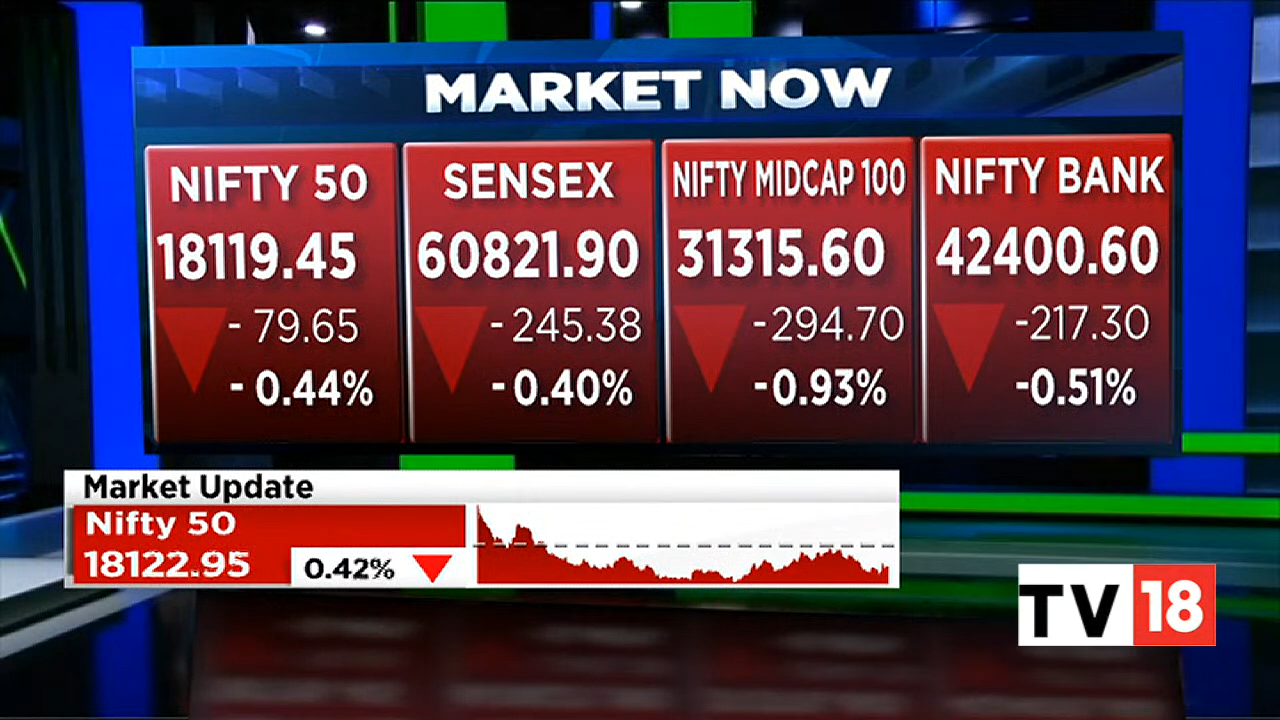 MARKET NOW
NIFTY 50
18119.45
- 79.65
- 0.44%
SENSEX
60821.90
- 245.38
- 0.40%
NIFTY MIDCAP 100
31315.60
-294.70
-0.93%
NIFTY BANK
42400.60
-217.30
-0.51%
Market Update
Nifty 50
18122.95
0.42%
TV 18